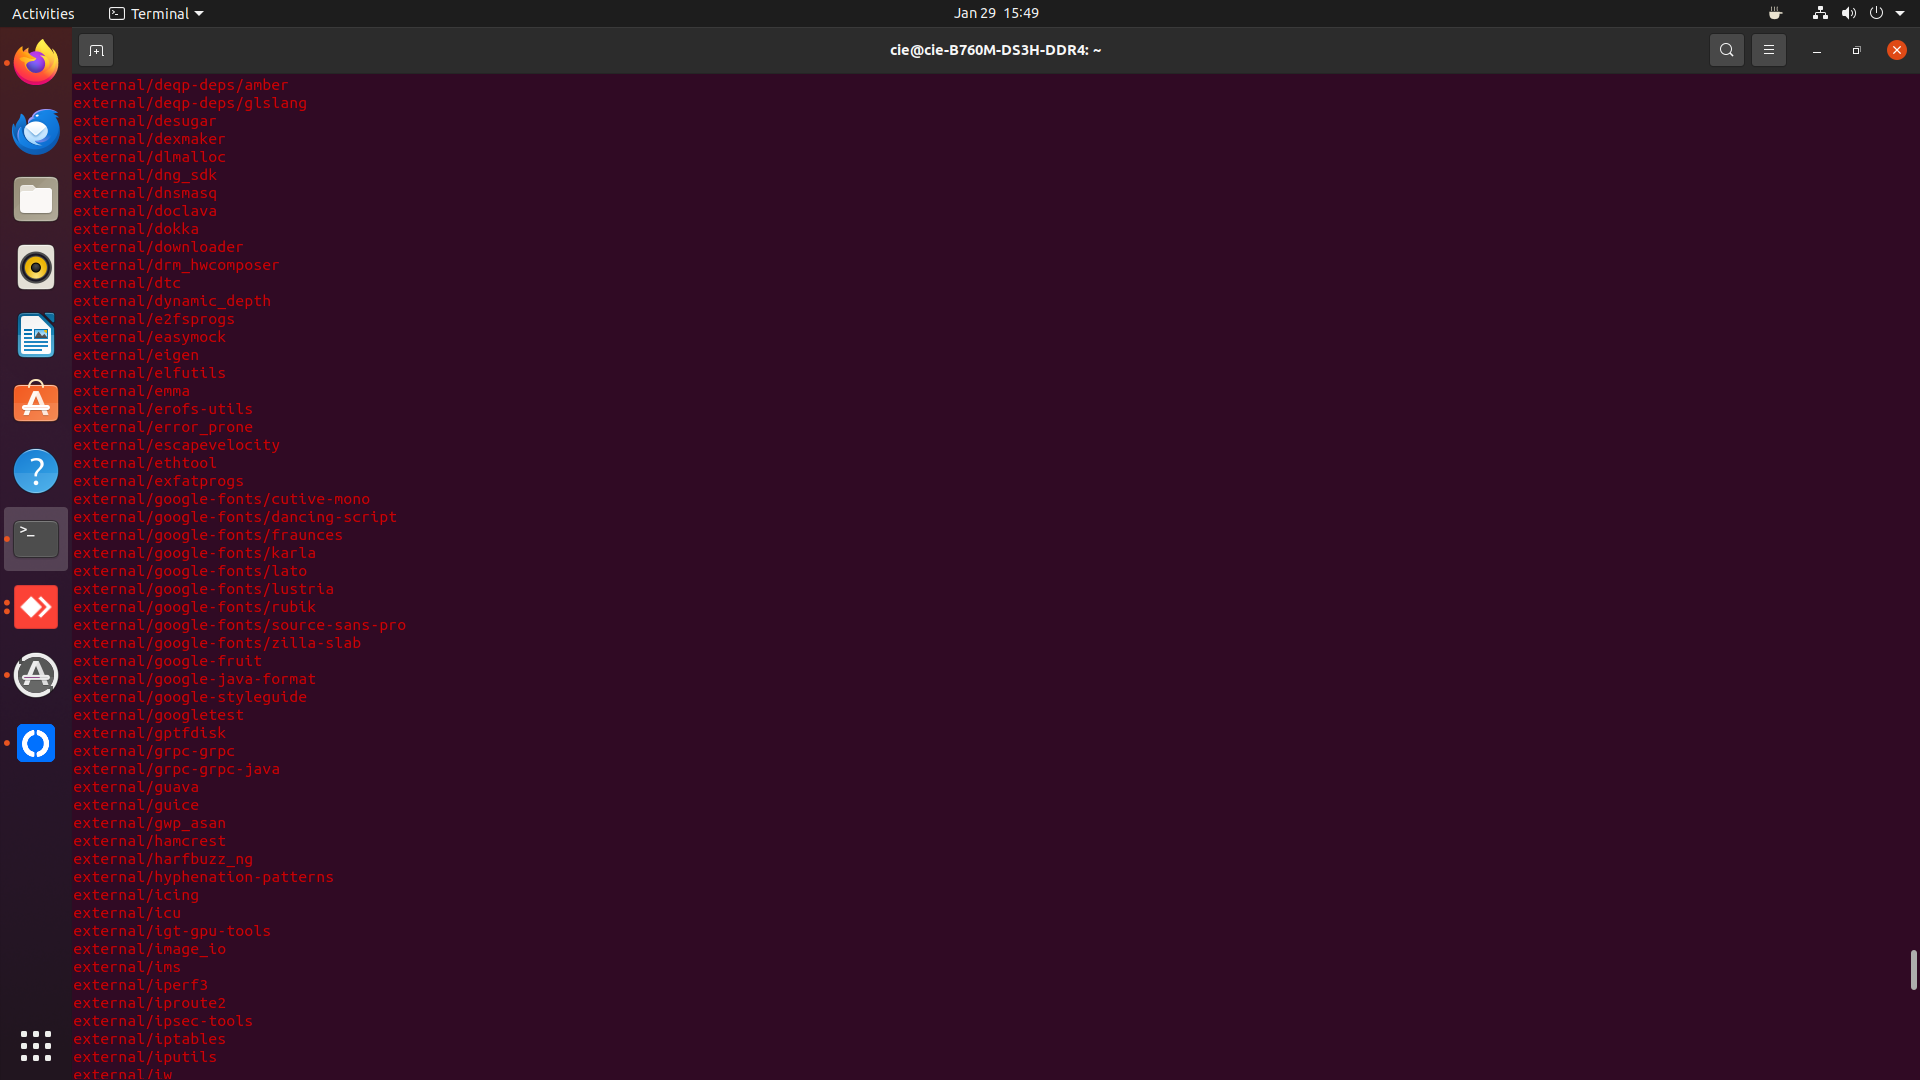 Activities
Terminal
Jan 29 15:49
cie@cie-B760M-DS3H-DDR4: ~
external/deqp-deps/amber
external/deqp-deps/glslang
external/desugar
external/dexmaker
external/dlmalloc
external/dng_sdk
external/dnsmasq
external/doclava
external/dokka
external/downloader
external/drm_hwcomposer
external/dtc
external/dynamic_depth
external/e2fsprogs
external/easymock
external/eigen
external/elfutils
external/emma
external/erofs-utils
external/error_prone
external/escapevelocity
external/ethtool
external/exfatprogs
external/google-fonts/cutive-mono
external/google-fonts/dancing-script
external/google-fonts/fraunces
external/google-fonts/karla
external/google-fonts/lato
external/google-fonts/lustria
external/google-fonts/rubik
external/google-fonts/source-sans-pro
external/google-fonts/zilla-slab
external/google-fruit
external/google-java-format
external/google-styleguide
external/googletest
external/gptfdisk
external/grpc-grpc
external/grpc-grpc-java
external/guava
external/guice
external/gwp_asan
external/hamcrest
external/harfbuzz_ng
external/hyphenation-patterns
external/icing
external/icu
external/igt-gpu-tools
external/image_io
external/ims
external/iperf3
external/iproute2
external/ipsec-tools
external/iptables
external/iputils
external/iw